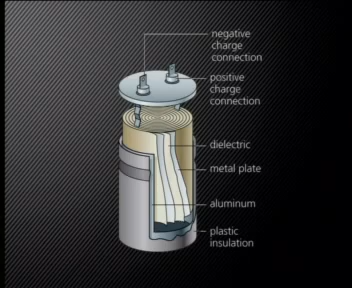 negative
charge
connection
positive
charge
connection
dielectric
metal plate
aluminum
plastic
insulation